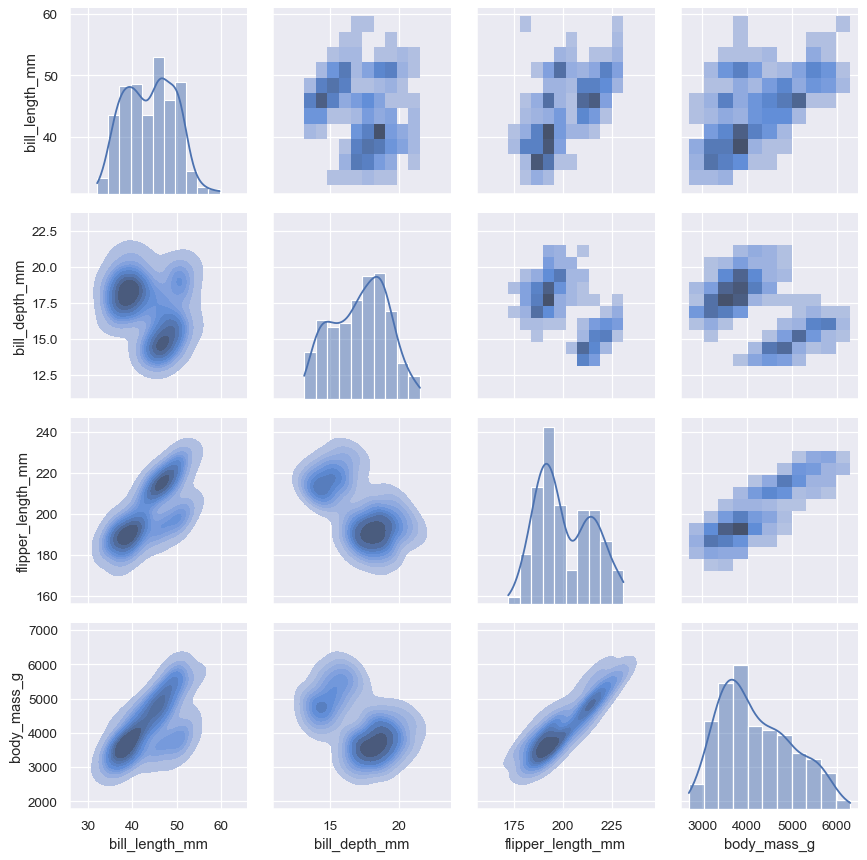 60
50
40
bill_length_mm
22.5
20.0
17.5
15.0
12.5
bill_depth_mm
240
220
200
180
160
flipper_length_mm
7000
6000
5000
4000
3000
2000
body_mass_g
30 40 50 60
bill_length_mm
15 20
bill_depth_mm
175 200 225
flipper_length_mm
3000 4000 5000 6000
body_mass_g